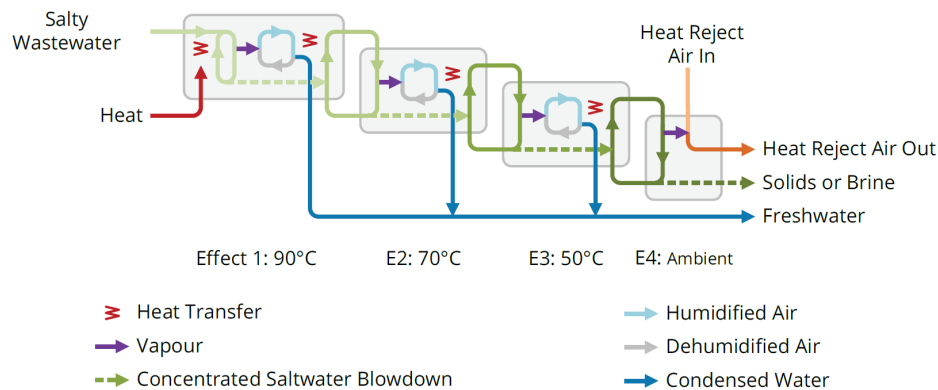 Salty
Wastewater
Heat Reject
Air In
Heat
Heat Reject Air Out
Solids or Brine
Freshwater
Effect 1: 90°C
E2: 70°C
E3: 50°C
E4: Ambient
Heat Transfer
Humidified Air
Vapour
Dehumidified Air
Concentrated Saltwater Blowdown
Condensed Water